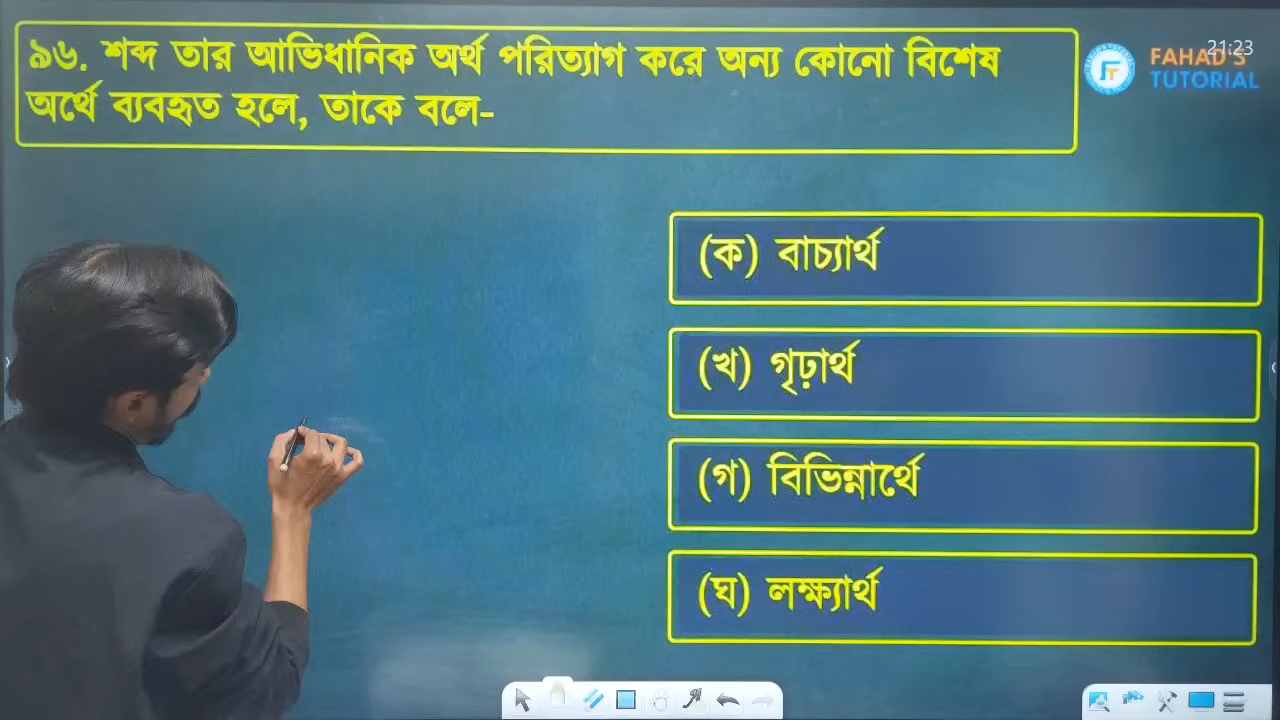 ৯৬. শব্দ তার আভিধানিক অর্থ পরিত্যাগ করে অন্য কোনো বিশেষ
অর্থে ব্যবহৃত হলে, তাকে বলে-
21:23
FAHAD'S
TUTORIAL
(ক) বাচ্যার্থ
(খ) গৃঢ়ার্থ
(গ) বিভিন্নার্থে
(ঘ) লক্ষ্যার্থ